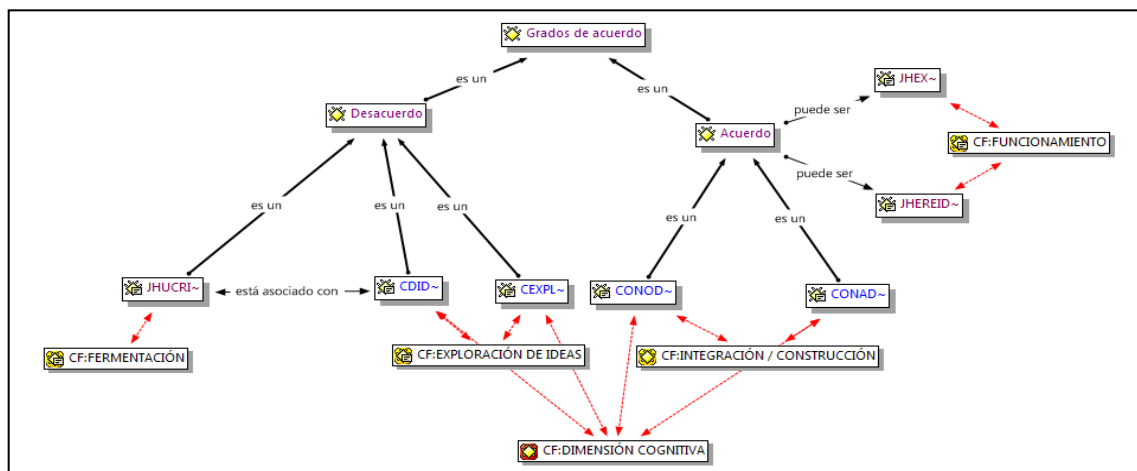 Grados de acuerdo
es un
es un
JHEX~
Desacuerdo
puede ser
Acuerdo
CF:FUNCIONAMIENTO
puede ser
JHEREID~
es un
es un
es un
es un
es un
JHUCRI~
está asociado con
CDID~
CEXPL~
CONOD~
CONAD~
CF:FERMENTACIÓN
CF:EXPLORACIÓN DE IDEAS
CF:INTEGRACIÓN / CONSTRUCCIÓN
CF:DIMENSIÓN COGNITIVA